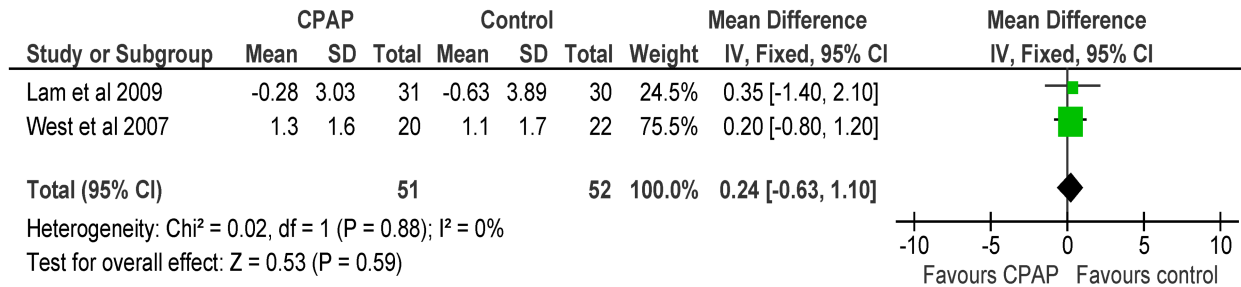 CPAP Control Mean Difference Mean Difference
Study or Subgroup Mean SD Total Mean SD Total Weight IV, Fixed, 95% CI IV, Fixed, 95% CI
Lam et al 2009 -0.28 3.03 31 -0.63 3.89 30 24.5% 0.35 [-1.40, 2.10]
West et al 2007 1.3 1.6 20 1.1 1.7 22 75.5% 0.20 [-0.80, 1.20]
Total (95% CI) 51 52 100.0% 0.24 [-0.63, 1.10]
Heterogeneity: Chi² = 0.02, df = 1 (P = 0.88); I² = 0%
Test for overall effect: Z = 0.53 (P = 0.59)
-10 -5 0 5 10
Favours CPAP Favours control